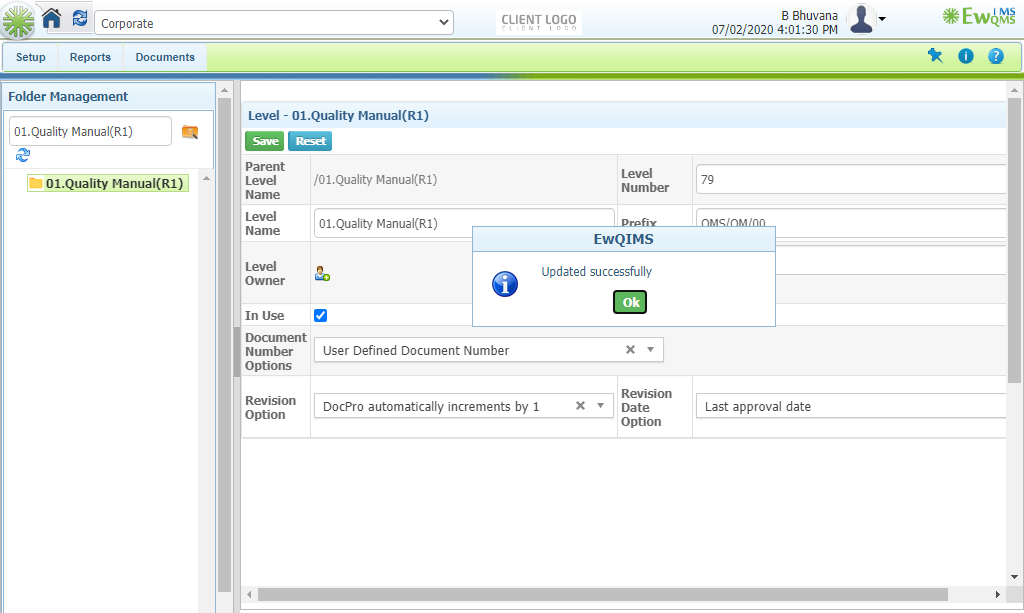 Corporate
CLIENT LOGO
CLIENT LOGO
B Bhuvana
07/02/2020 4:01:30 PM
EwQMS
IMS
Setup Reports Documents
Folder Management
01.Quality Manual(R1)
01.Quality Manual(R1)
Level - 01.Quality Manual(R1)
Save Reset
Parent Level Name
/01.Quality Manual(R1)
Level Number
79
Level Name
01.Quality Manual(R1)
Prefix
QMS/QM/00
EwQIMS
Updated successfully
Ok
Level Owner
In Use
Document Number Options
User Defined Document Number
Revision Option
DocPro automatically increments by 1
Revision Date Option
Last approval date